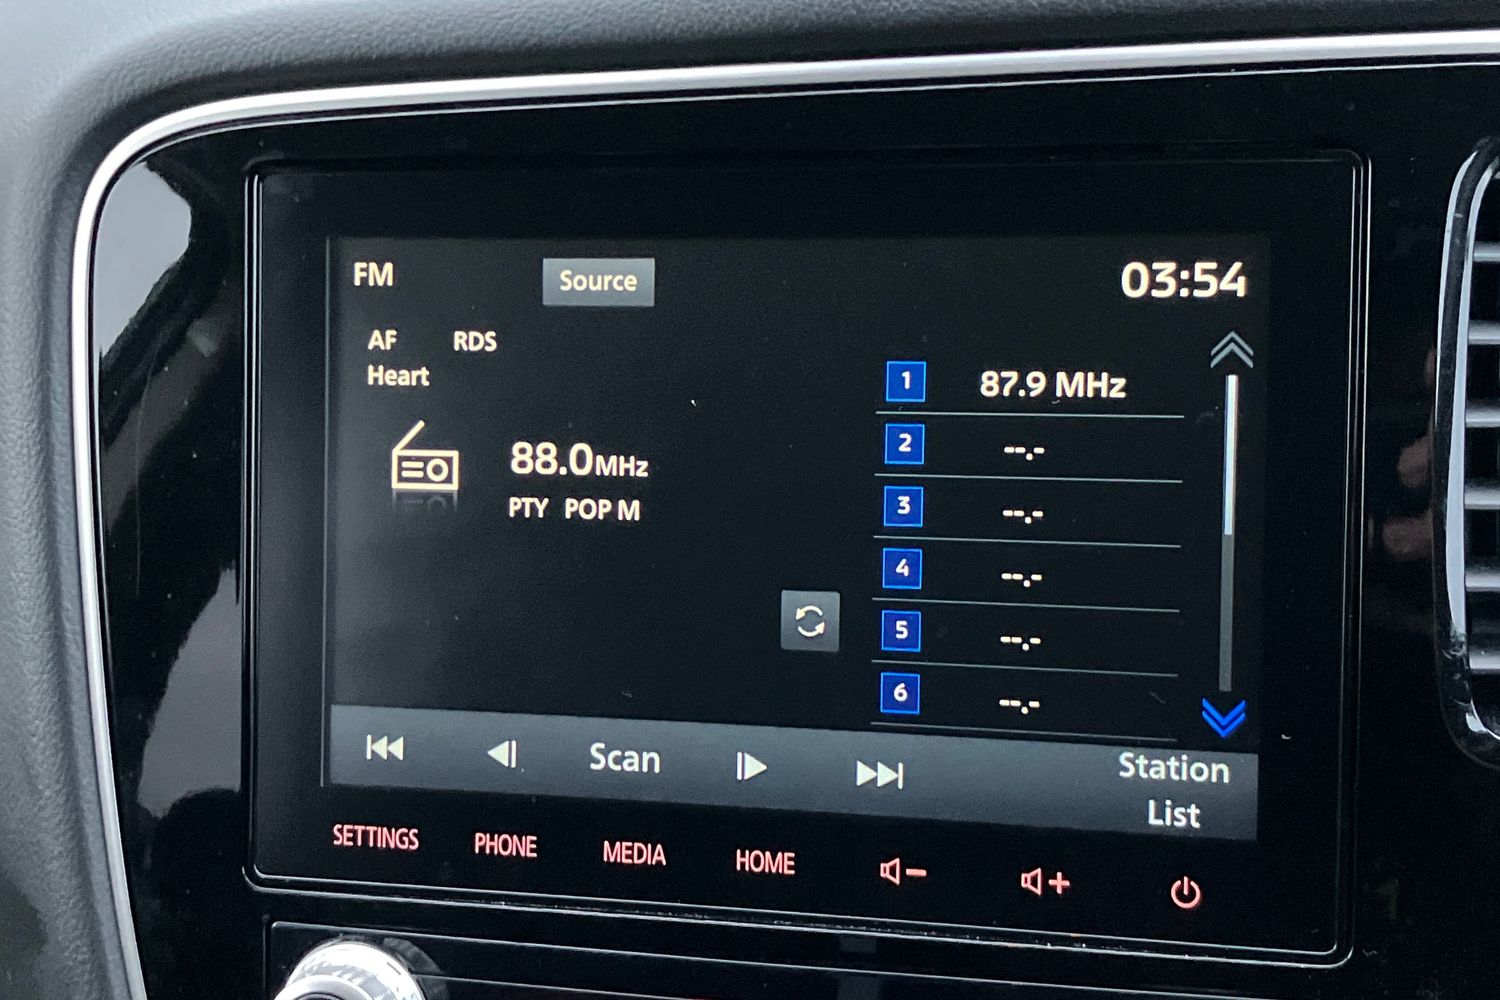 FM Source 03:54
AF RDS
Heart
88.0MHz
PTY POP M
1 87.9 MHz
2 --.-
3 --.-
4 --.-
5 --.-
6 --.-
Scan
Station
List
SETTINGS PHONE MEDIA HOME